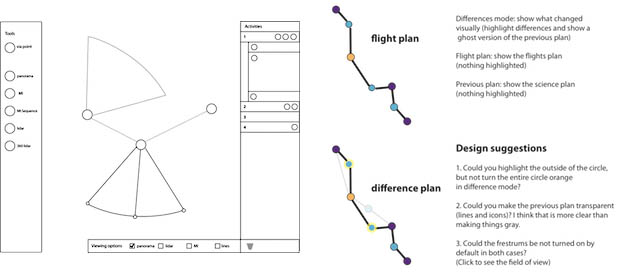 Tools
via point
panorama
MI
MI Sequence
lidar
360 lidar
Activities
1
2
3
4
Viewing options
panorama
lidar
MI
lines
flight plan
difference plan
Differences mode: show what changed
visually (highlight differences and show a
ghost version of the previous plan)
Flight plan: show the flights plan
(nothing highlighted)
Previous plan: show the science plan
(nothing highlighted)
Design suggestions
1. Could you highlight the outside of the circle,
but not turn the entire circle orange
in difference mode?
2. Could you make the previous plan transparent
(lines and icons)? I think that is more clear than
making things gray.
3. Could the frestrums be not turned on by
default in both cases?
(Click to see the field of view)